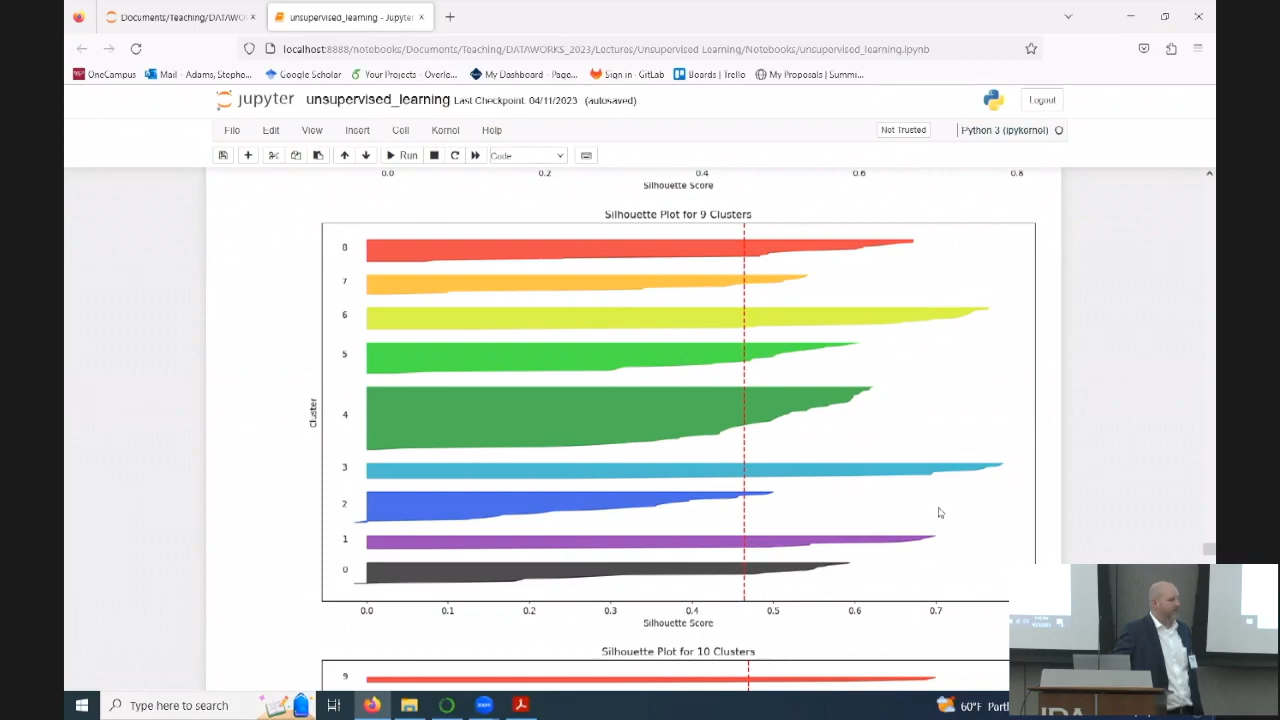 Documents/Teaching/DATAWO
unsupervised_learning - Jupyter
localhost:8888/notebooks/Documents/Teaching/DATAWORKS_2023/Lectures/Unsupervised Learning/Notebooks/unsupervised_learning.ipynb
OneCampus Mail - Adams, Stepho... Google Scholar Your Projects - Overle... My Dashboard - Page... Sign in · GitLab Boards | Trello My Proposals | Summi...
jupyter unsupervised_learning Last Checkpoint: 04/11/2023 (autosaved) Logout
File Edit View Insert Cell Kernel Help Not Trusted Python 3 (ipykernel)
Run Code
0.0 0.2 0.4 0.6 0.8
Silhouette Score
Silhouette Plot for 9 Clusters
8
7
6
5
4
Cluster
3
2
1
0
0.0 0.1 0.2 0.3 0.4 0.5 0.6 0.7
Silhouette Score
Silhouette Plot for 10 Clusters
9
Type here to search
zoom
60°F
IDA